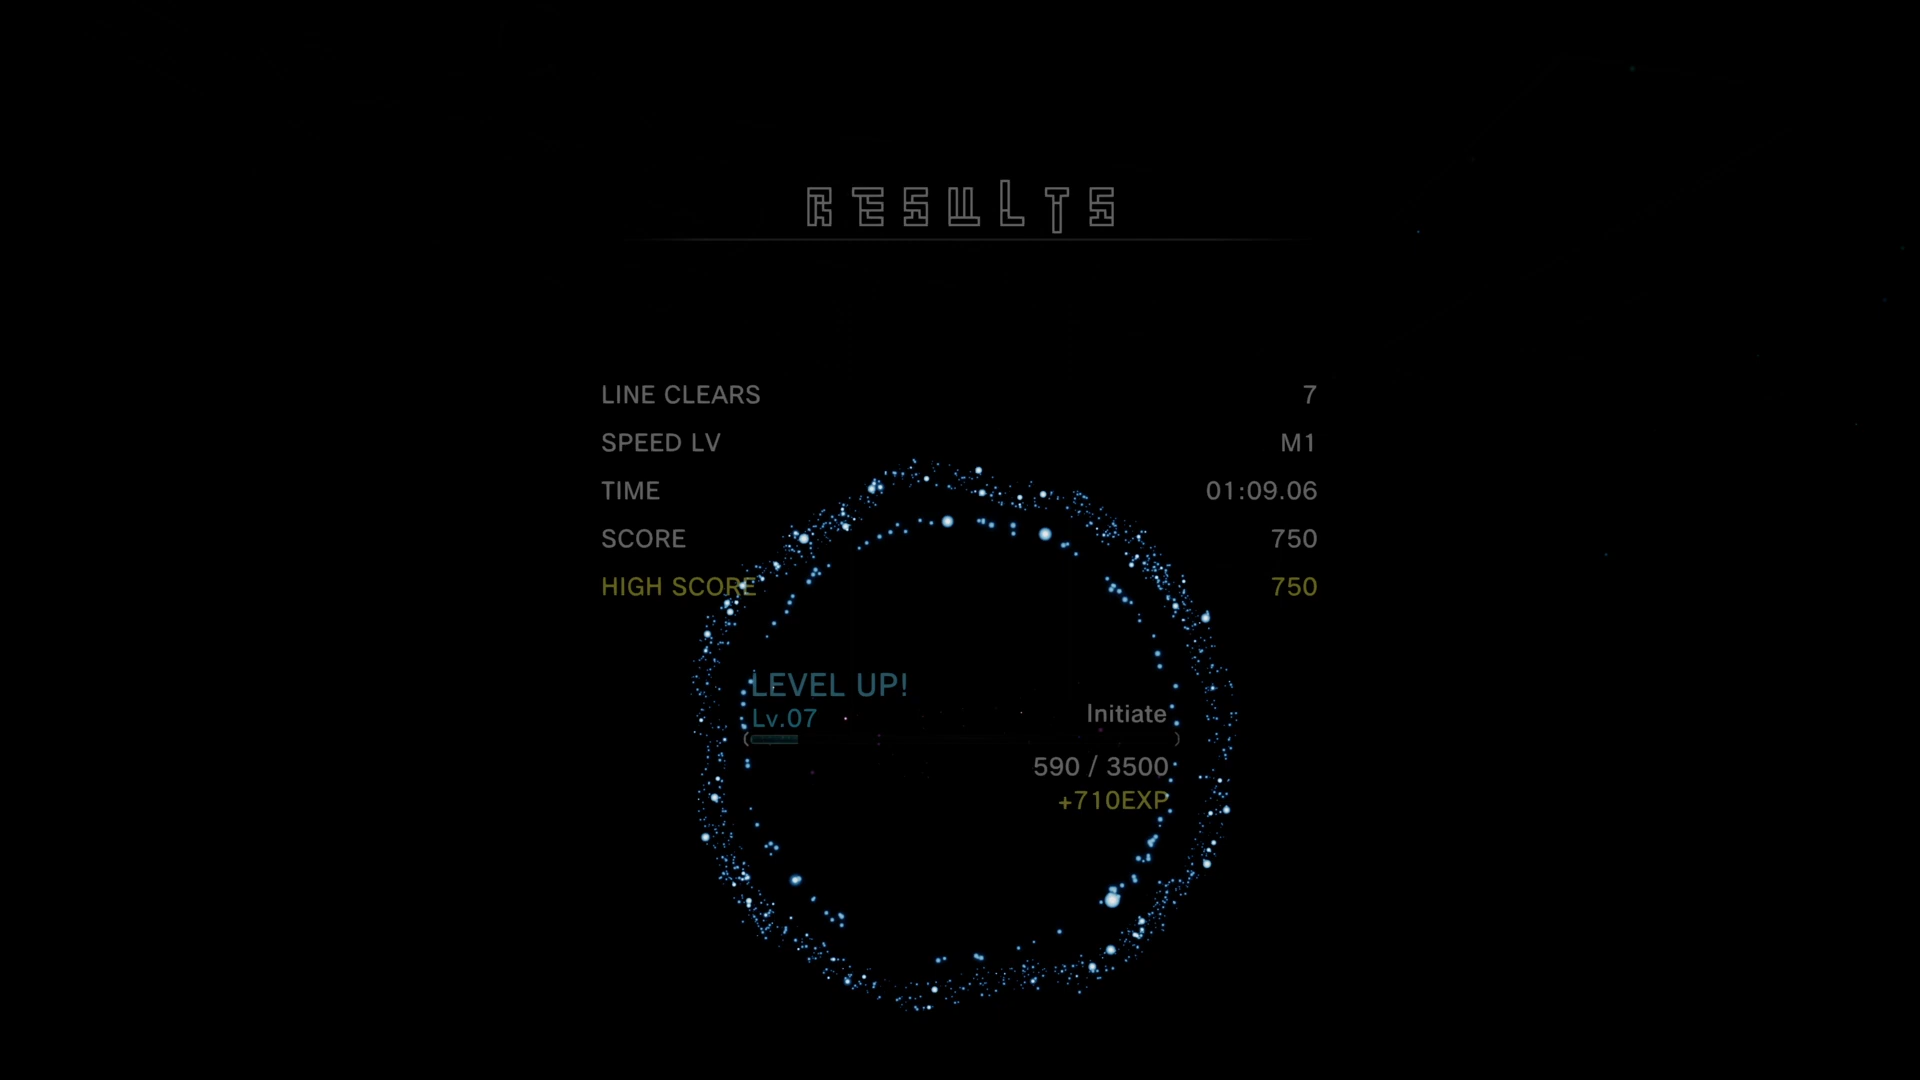 RESULTS
LINE CLEARS 7
SPEED LV M1
TIME 01:09.06
SCORE 750
HIGH SCORE 750
LEVEL UP!
Lv.07 Initiate
590 / 3500
+710EXP